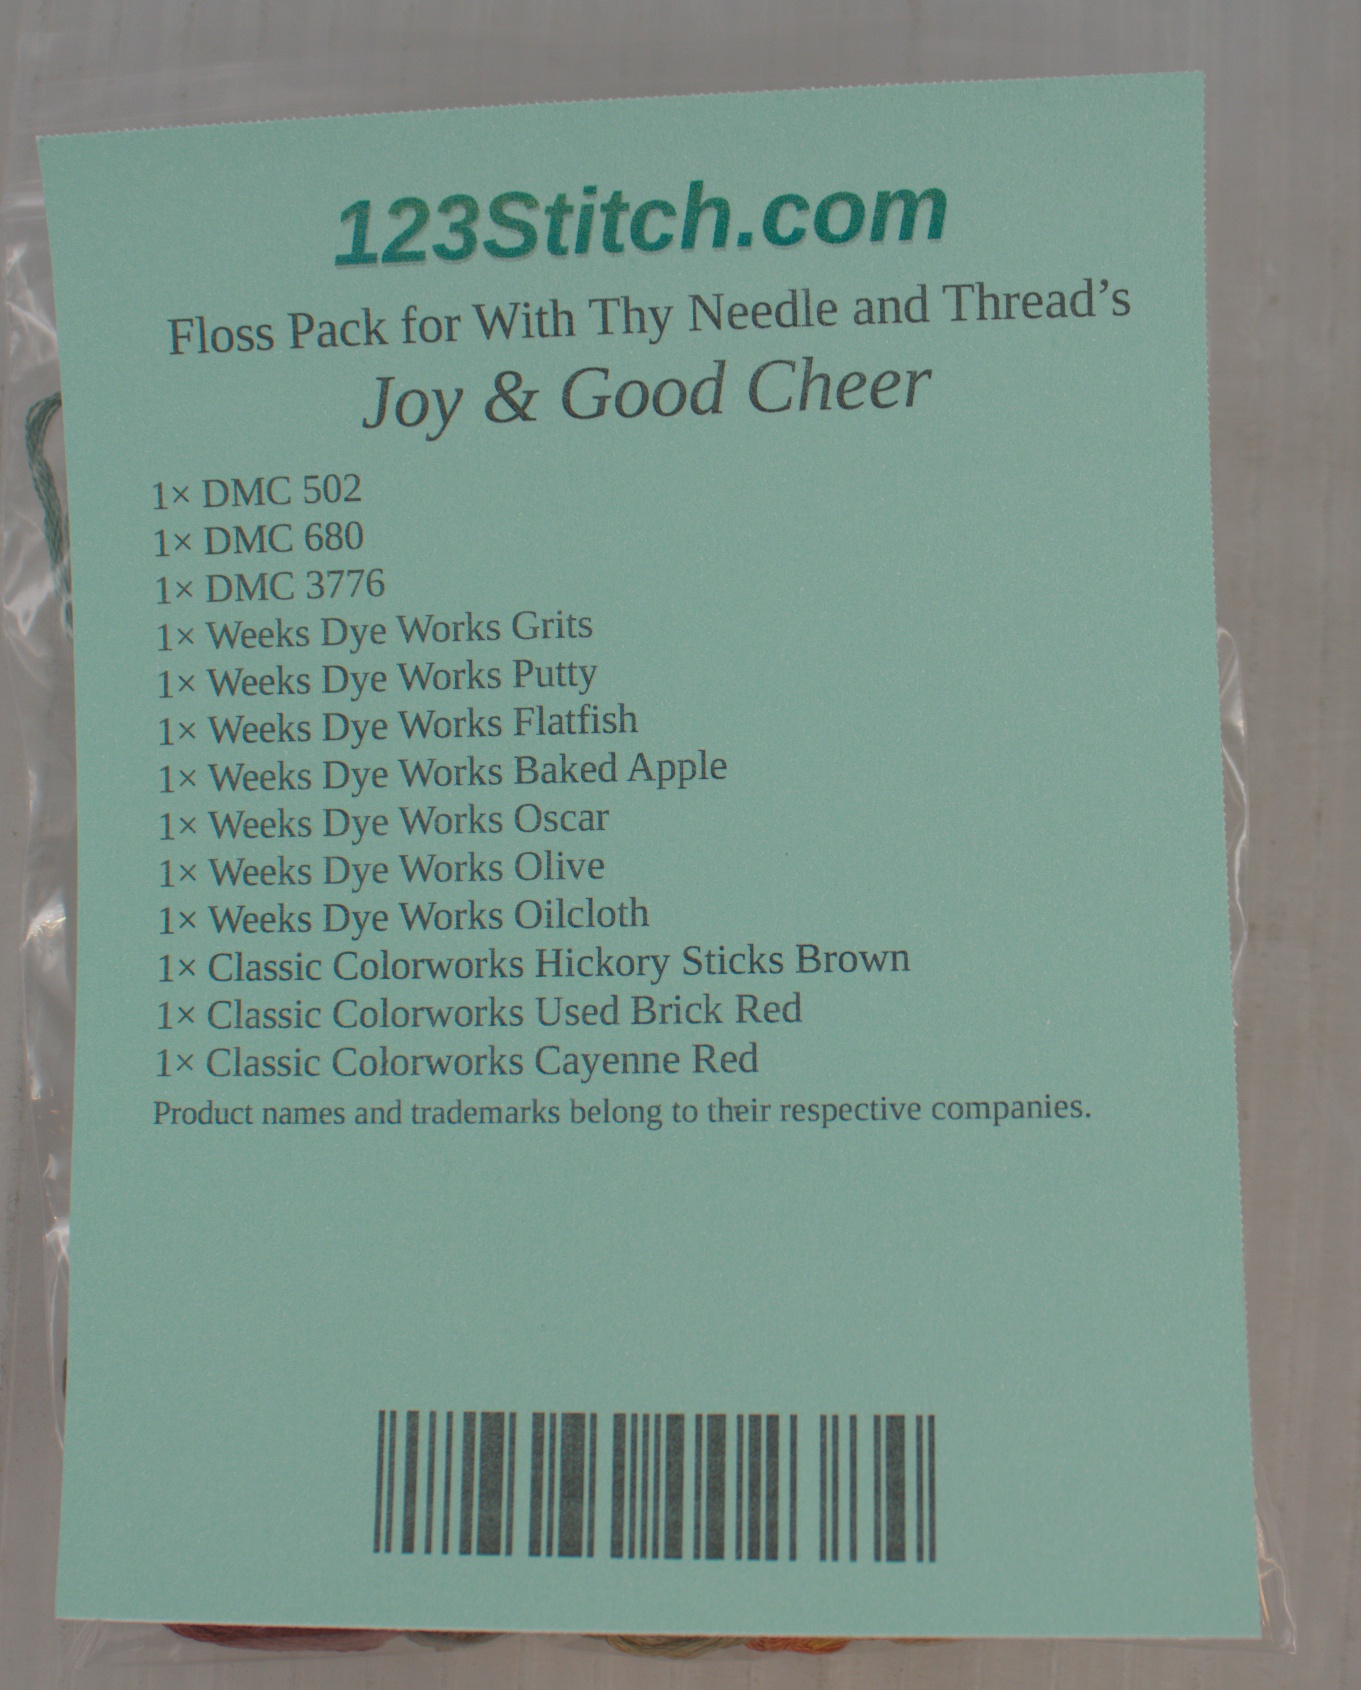 123Stitch.com
Floss Pack for With Thy Needle and Thread’s
Joy & Good Cheer
1× DMC 502
1× DMC 680
1× DMC 3776
1× Weeks Dye Works Grits
1× Weeks Dye Works Putty
1× Weeks Dye Works Flatfish
1× Weeks Dye Works Baked Apple
1× Weeks Dye Works Oscar
1× Weeks Dye Works Olive
1× Weeks Dye Works Oilcloth
1× Classic Colorworks Hickory Sticks Brown
1× Classic Colorworks Used Brick Red
1× Classic Colorworks Cayenne Red
Product names and trademarks belong to their respective companies.